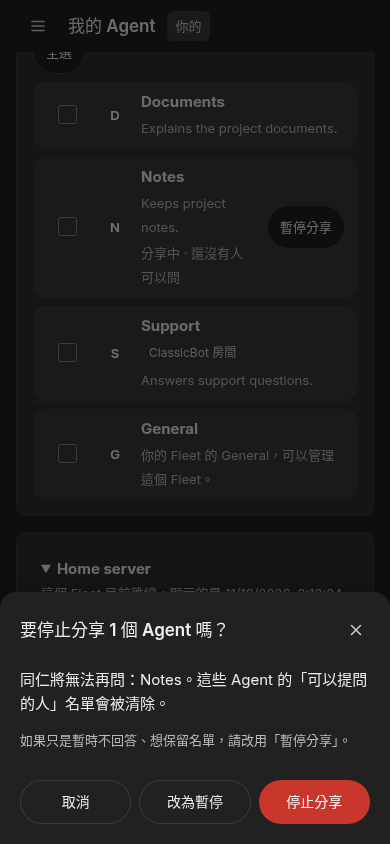 我的 Agent
你的
全選
D
Documents
Explains the project documents.
Notes
Keeps project
notes.
N
分享中 · 還沒有人
可以問
暫停分享
Support
S
ClassicBot 房間
Answers support questions.
General
G
你的 Fleet 的 General，可以管理
這個 Fleet。
▼ Home server
要停止分享 1 個 Agent 嗎？
同仁將無法再問：Notes。這些 Agent 的「可以提問
的人」名單會被清除。
如果只是暫時不回答、想保留名單，請改用「暫停分享」。
取消
改為暫停
停止分享